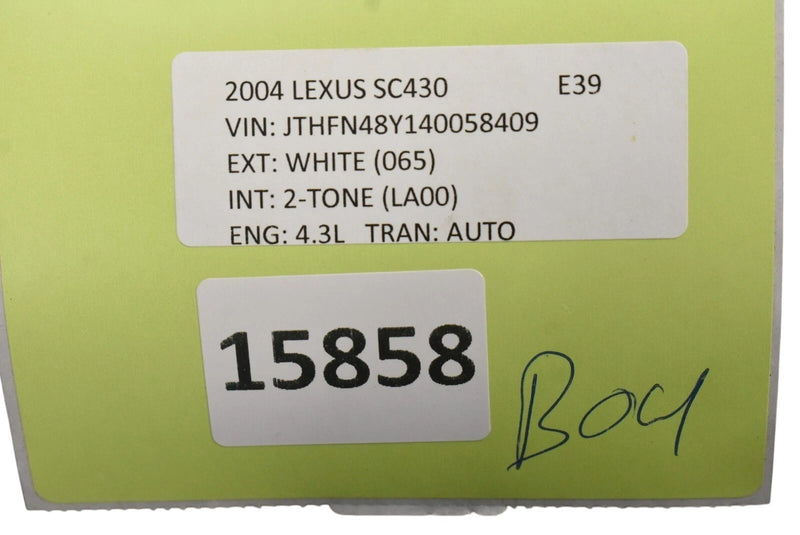 2004 LEXUS SC430 E39
VIN: JTHFN48Y140058409
EXT: WHITE (065)
INT: 2-TONE (LA00)
ENG: 4.3L TRAN: AUTO
15858
B04